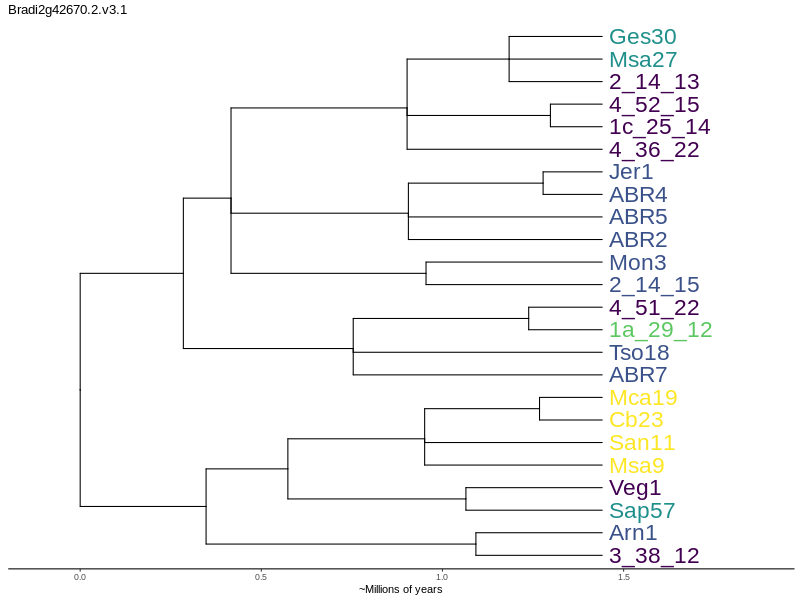 Bradi2g42670.2.v3.1
Ges30
Msa27
2_14_13
4_52_15
1c_25_14
4_36_22
Jer1
ABR4
ABR5
ABR2
Mon3
2_14_15
4_51_22
1a_29_12
Tso18
ABR7
Mca19
Cb23
San11
Msa9
Veg1
Sap57
Arn1
3_38_12
0.0 0.5 1.0 1.5
~Millions of years